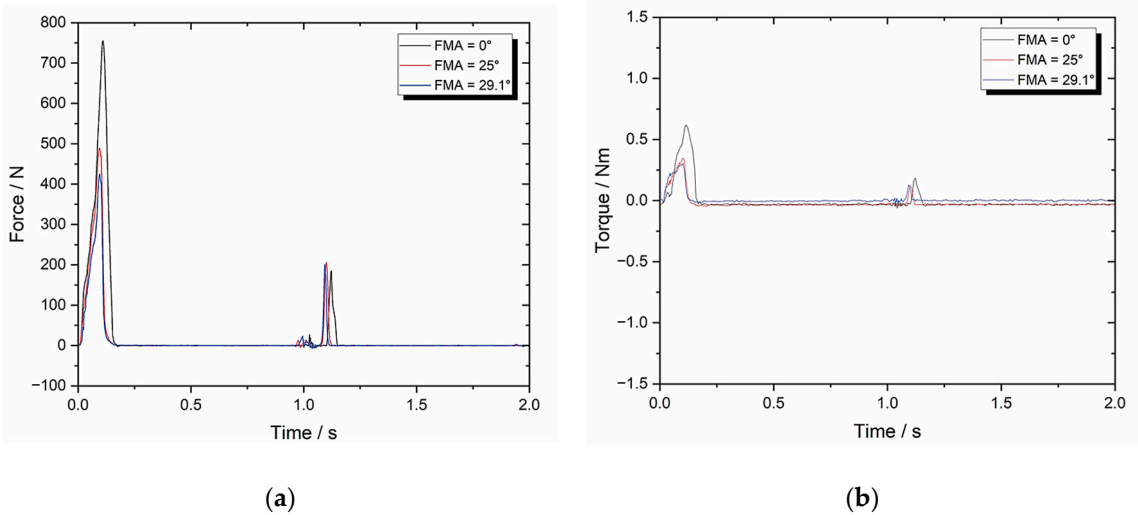 800
700
600
500
400
300
200
100
0
−100
Force / N
0.0 0.5 1.0 1.5 2.0
Time / s
FMA = 0°
FMA = 25°
FMA = 29.1°
(a)
1.5
1.0
0.5
0.0
−0.5
−1.0
−1.5
Torque / Nm
0.0 0.5 1.0 1.5 2.0
Time / s
FMA = 0°
FMA = 25°
FMA = 29.1°
(b)